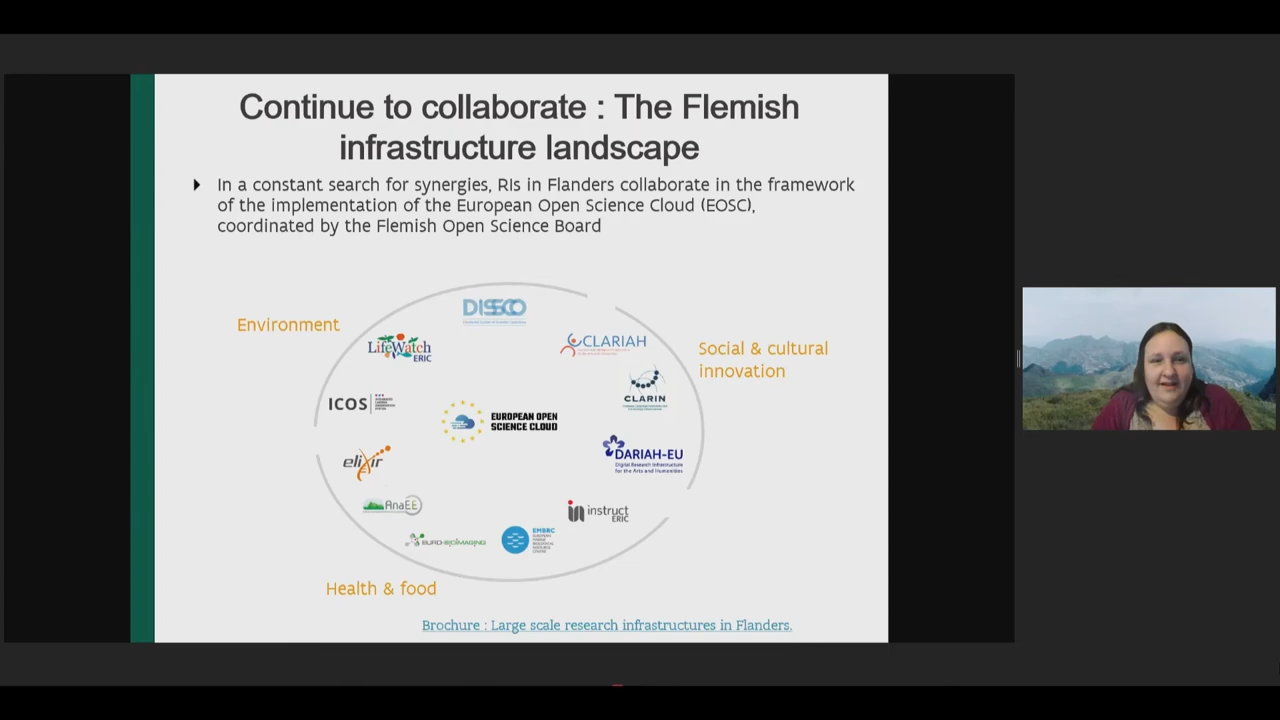 Continue to collaborate : The Flemish
infrastructure landscape
In a constant search for synergies, RIs in Flanders collaborate in the framework
of the implementation of the European Open Science Cloud (EOSC),
coordinated by the Flemish Open Science Board
DISSCO
Environment
LifeWatch
ERIC
CLARIAH
Social & cultural
innovation
ICOS
CLARIN
EUROPEAN OPEN
SCIENCE CLOUD
elixir
DARIAH-EU
Digital Research Infrastructure
for the Arts and Humanities
AnaEE
instruct
ERIC
EURO-BIOIMAGING
EMBRC
EUROPEAN
MARINE
BIOLOGICAL
RESOURCE
CENTRE
Health & food
Brochure : Large scale research infrastructures in Flanders.